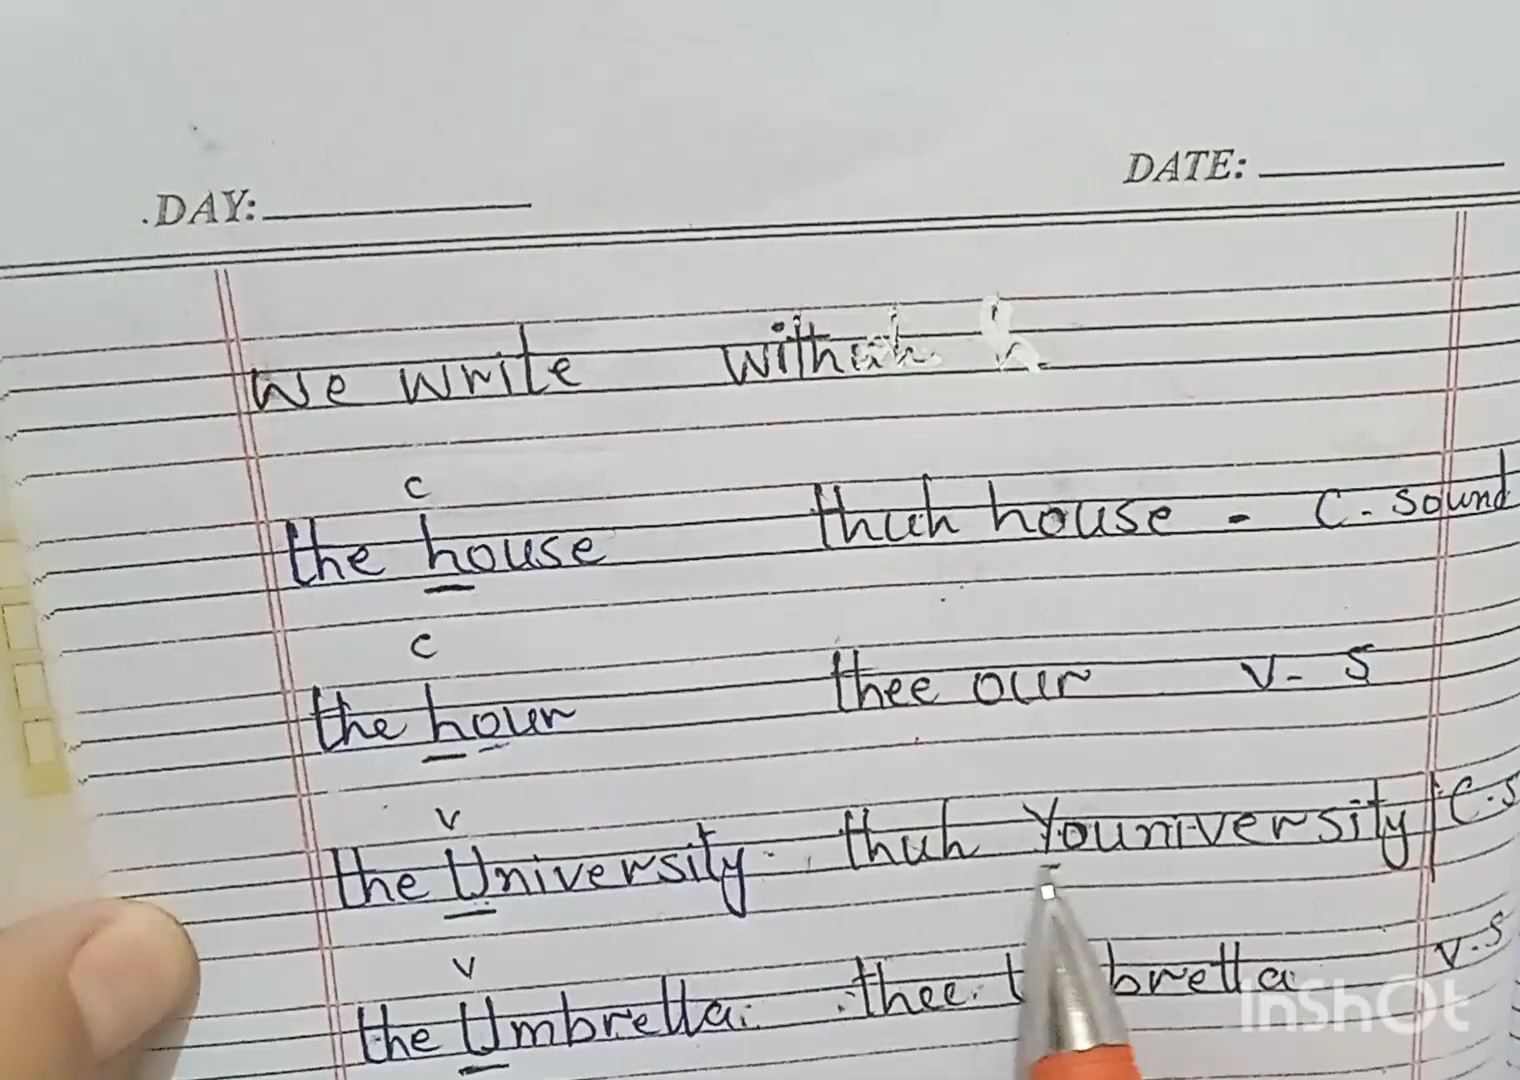 .DAY: DATE:
we write with
c
the house thuh house - C. sound
c
the hour thee our V- S
v
the University. thuh Youniversity C.S
v
the Umbrella. thee. V.S
InShOt